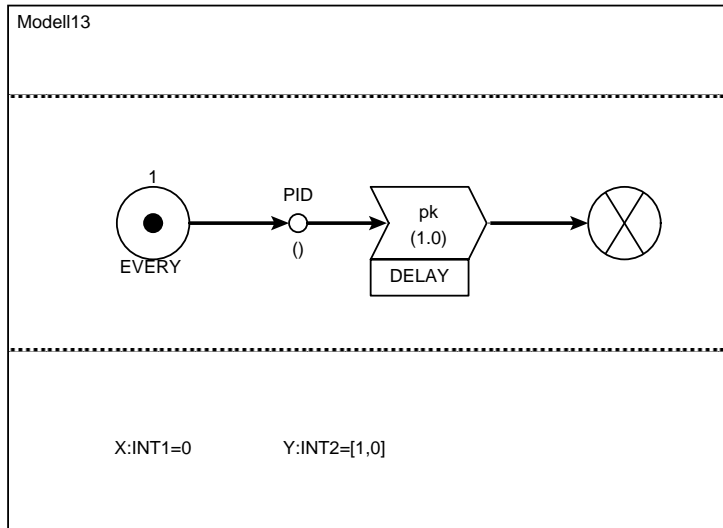 Modell13
1
EVERY
PID
()
pk
(1.0)
DELAY
X:INT1=0
Y:INT2=[1,0]